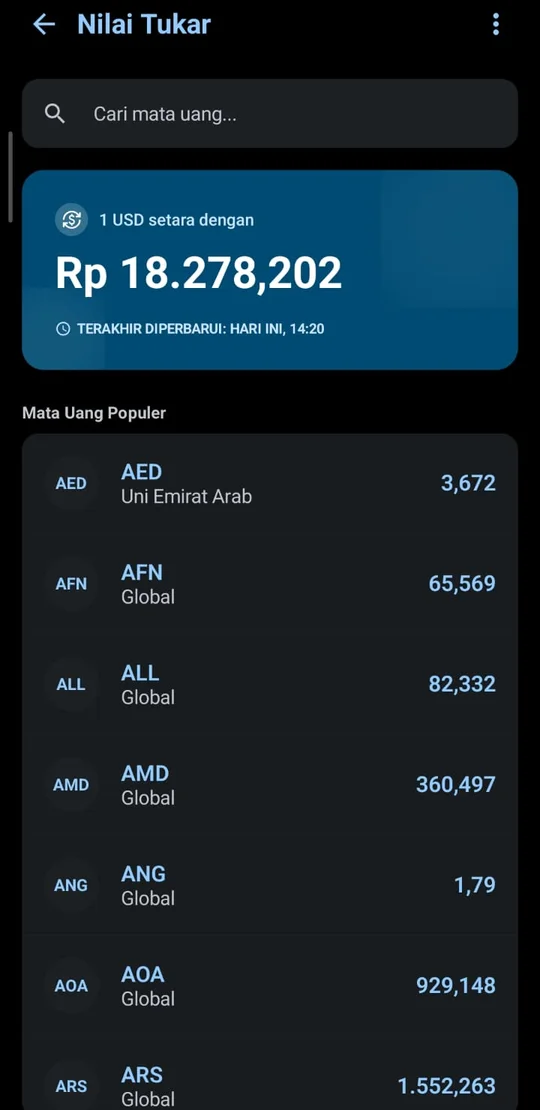 Nilai Tukar
Cari mata uang...
1 USD setara dengan
Rp 18.278,202
TERAKHIR DIPERBARUI: HARI INI, 14:20
Mata Uang Populer
AED
AED
Uni Emirat Arab
3,672
AFN
AFN
Global
65,569
ALL
ALL
Global
82,332
AMD
AMD
Global
360,497
ANG
ANG
Global
1,79
AOA
AOA
Global
929,148
ARS
ARS
Global
1.552,263